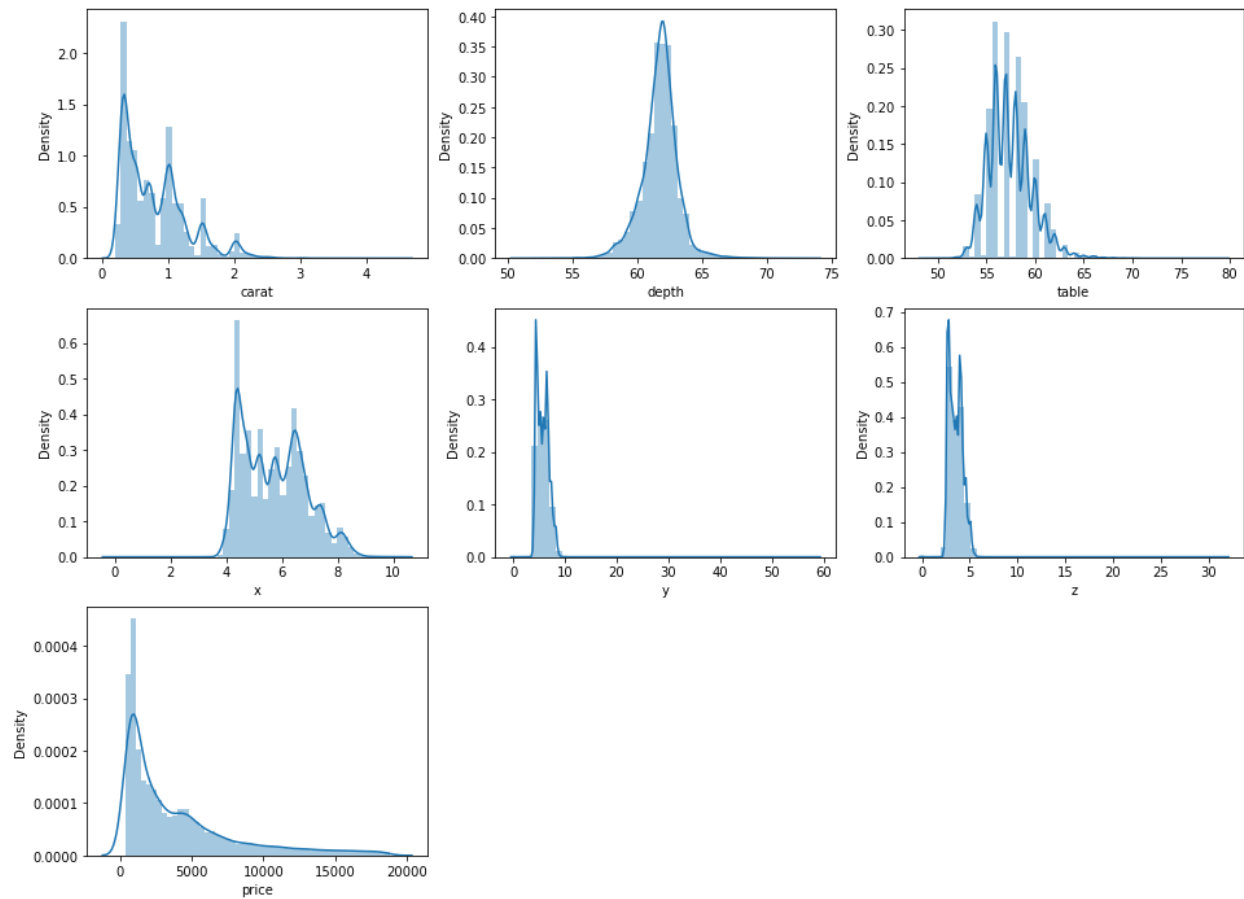 Density
2.0
1.5
1.0
0.5
0.0
0 1 2 3 4
carat
Density
0.40
0.35
0.30
0.25
0.20
0.15
0.10
0.05
0.00
50 55 60 65 70 75
depth
Density
0.30
0.25
0.20
0.15
0.10
0.05
0.00
50 55 60 65 70 75 80
table
Density
0.6
0.5
0.4
0.3
0.2
0.1
0.0
0 2 4 6 8 10
x
Density
0.4
0.3
0.2
0.1
0.0
0 10 20 30 40 50 60
y
Density
0.7
0.6
0.5
0.4
0.3
0.2
0.1
0.0
0 5 10 15 20 25 30
z
Density
0.0004
0.0003
0.0002
0.0001
0.0000
0 5000 10000 15000 20000
price